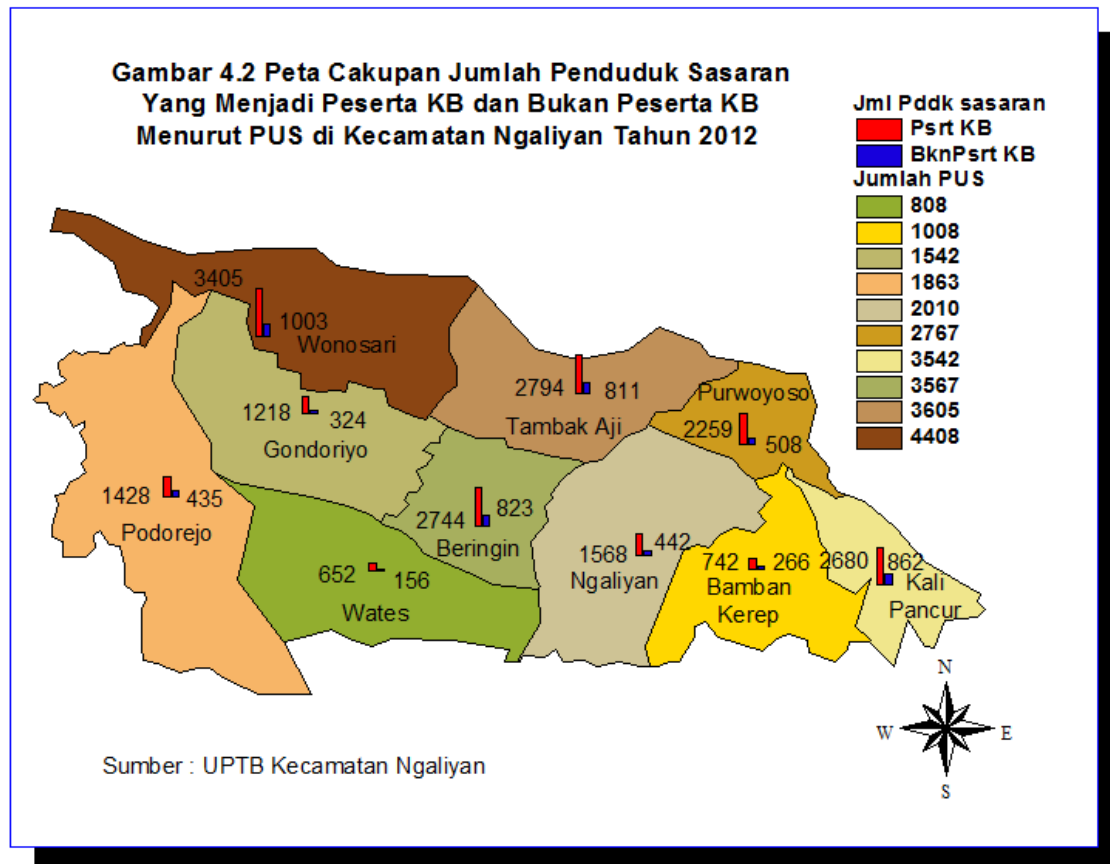 Gambar 4.2 Peta Cakupan Jumlah Penduduk Sasaran
Yang Menjadi Peserta KB dan Bukan Peserta KB
Menurut PUS di Kecamatan Ngaliyan Tahun 2012
Jml Pddk sasaran
Psrt KB
BknPsrt KB
Jumlah PUS
808
1008
1542
1863
2010
2767
3542
3567
3605
4408
3405
1003
Wonosari
2794
811
Tambak Aji
Purwoyoso
2259
508
1218
324
Gondoriyo
1428
435
Podorejo
2744
823
Beringin
1568
442
Ngaliyan
652
156
Wates
742
266
Bamban
Kerep
2680
862
Kali
Pancur
N
W
E
S
Sumber : UPTB Kecamatan Ngaliyan